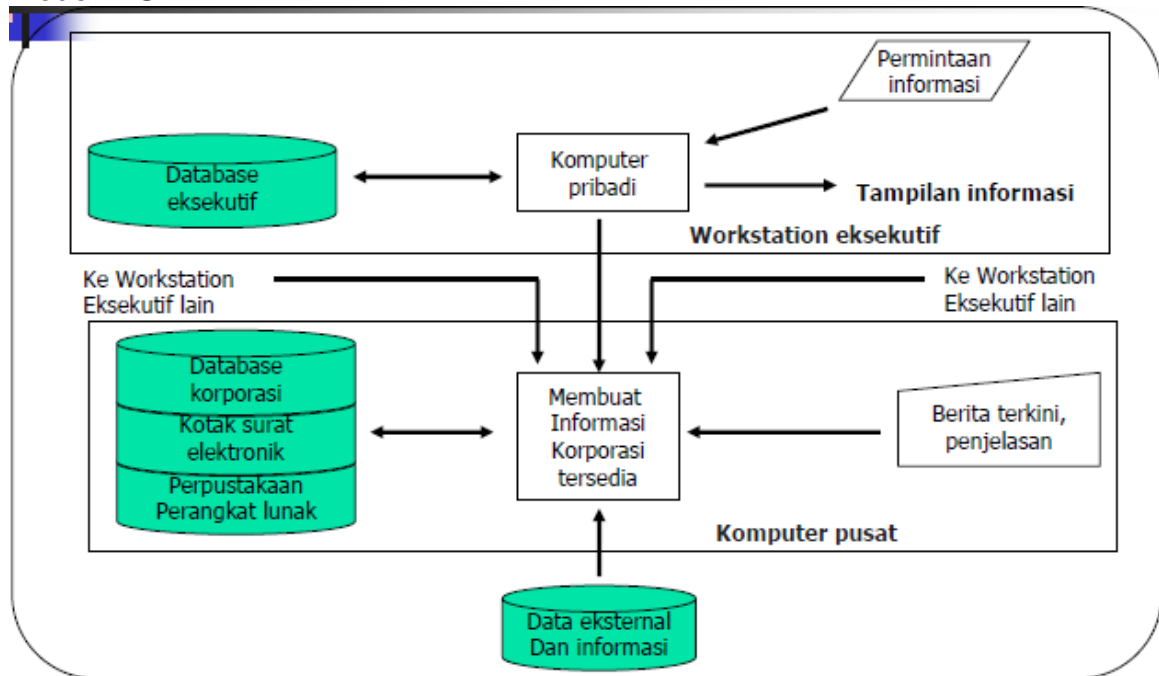 Permintaan
informasi
Database
eksekutif
Komputer
pribadi
Tampilan informasi
Workstation eksekutif
Ke Workstation
Eksekutif lain
Ke Workstation
Eksekutif lain
Database
korporasi
Kotak surat
elektronik
Perpustakaan
Perangkat lunak
Membuat
Informasi
Korporasi
tersedia
Berita terkini,
penjelasan
Komputer pusat
Data eksternal
Dan informasi